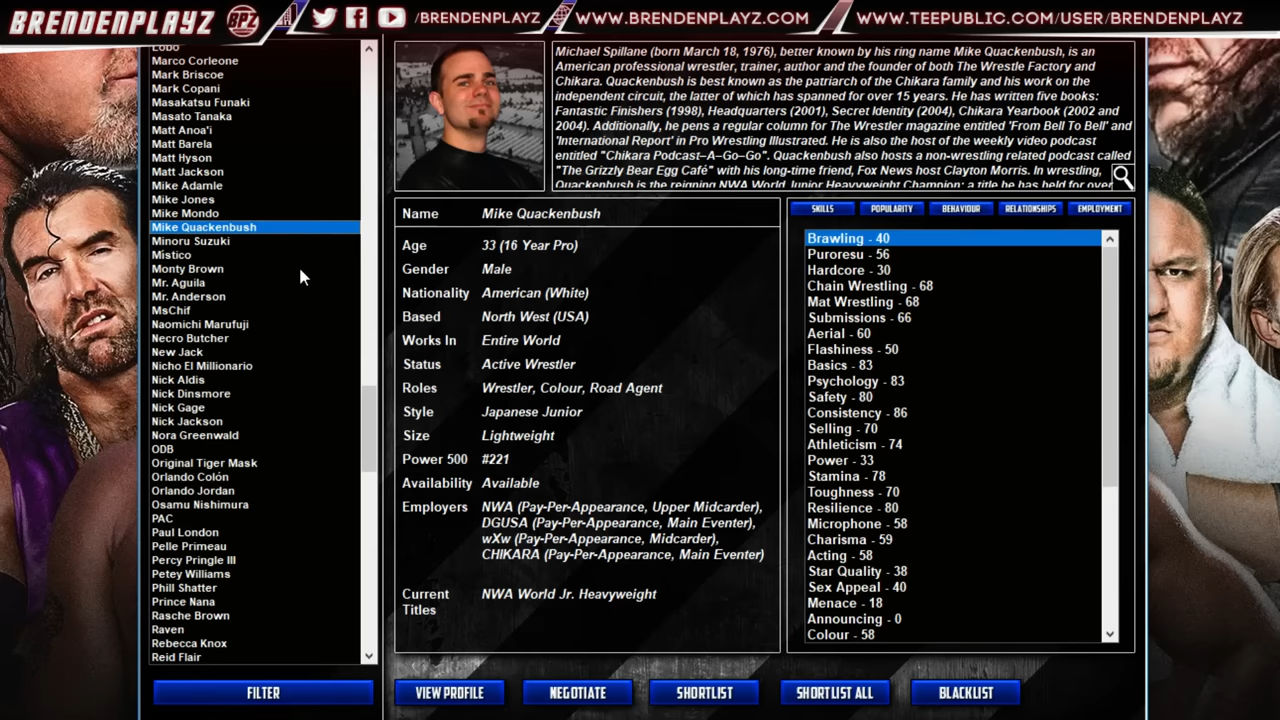 BRENDENPLAYZ BPZ /BRENDENPLAYZ WWW.BRENDENPLAYZ.COM WWW.TEEPUBLIC.COM/USER/BRENDENPLAYZ
Lobo
Marco Corleone
Mark Briscoe
Mark Copani
Masakatsu Funaki
Masato Tanaka
Matt Anoa'i
Matt Barela
Matt Hyson
Matt Jackson
Mike Adamle
Mike Jones
Mike Mondo
Mike Quackenbush
Minoru Suzuki
Místico
Monty Brown
Mr. Aguila
Mr. Anderson
MsChif
Naomichi Marufuji
Necro Butcher
New Jack
Nicho El Millionario
Nick Aldis
Nick Dinsmore
Nick Gage
Nick Jackson
Nora Greenwald
ODB
Original Tiger Mask
Orlando Colón
Orlando Jordan
Osamu Nishimura
PAC
Paul London
Pelle Primeau
Percy Pringle III
Petey Williams
Phill Shatter
Prince Nana
Rasche Brown
Raven
Rebecca Knox
Reid Flair
FILTER
Michael Spillane (born March 18, 1976), better known by his ring name Mike Quackenbush, is an
American professional wrestler, trainer, author and the founder of both The Wrestle Factory and
Chikara. Quackenbush is best known as the patriarch of the Chikara family and his work on the
independent circuit, the latter of which has spanned for over 15 years. He has written five books:
Fantastic Finishers (1998), Headquarters (2001), Secret Identity (2004), Chikara Yearbook (2002 and
2004). Additionally, he pens a regular column for The Wrestler magazine entitled 'From Bell To Bell' and
'International Report' in Pro Wrestling Illustrated. He is also the host of the weekly video podcast
entitled "Chikara Podcast–A–Go–Go". Quackenbush also hosts a non-wrestling related podcast called
"The Grizzly Bear Egg Café" with his long-time friend, Fox News host Clayton Morris. In wrestling,
Quackenbush is the reigning NWA World Junior Heavyweight Champion; a title he has held for over
Name Mike Quackenbush
Age 33 (16 Year Pro)
Gender Male
Nationality American (White)
Based North West (USA)
Works In Entire World
Status Active Wrestler
Roles Wrestler, Colour, Road Agent
Style Japanese Junior
Size Lightweight
Power 500 #221
Availability Available
Employers NWA (Pay-Per-Appearance, Upper Midcarder),
DGUSA (Pay-Per-Appearance, Main Eventer),
wXw (Pay-Per-Appearance, Midcarder),
CHIKARA (Pay-Per-Appearance, Main Eventer)
Current Titles NWA World Jr. Heavyweight
SKILLS POPULARITY BEHAVIOUR RELATIONSHIPS EMPLOYMENT
Brawling - 40
Puroresu - 56
Hardcore - 30
Chain Wrestling - 68
Mat Wrestling - 68
Submissions - 66
Aerial - 60
Flashiness - 50
Basics - 83
Psychology - 83
Safety - 80
Consistency - 86
Selling - 70
Athleticism - 74
Power - 33
Stamina - 78
Toughness - 70
Resilience - 80
Microphone - 58
Charisma - 59
Acting - 58
Star Quality - 38
Sex Appeal - 40
Menace - 18
Announcing - 0
Colour - 58
VIEW PROFILE NEGOTIATE SHORTLIST SHORTLIST ALL BLACKLIST